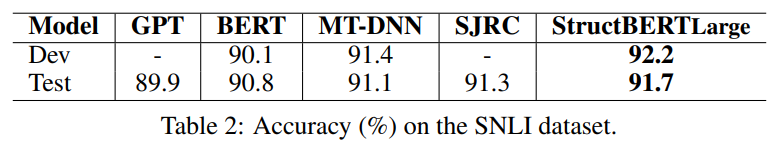 Model GPT BERT MT-DNN SJRC StructBERTLarge
Dev - 90.1 91.4 - 92.2
Test 89.9 90.8 91.1 91.3 91.7
Table 2: Accuracy (%) on the SNLI dataset.